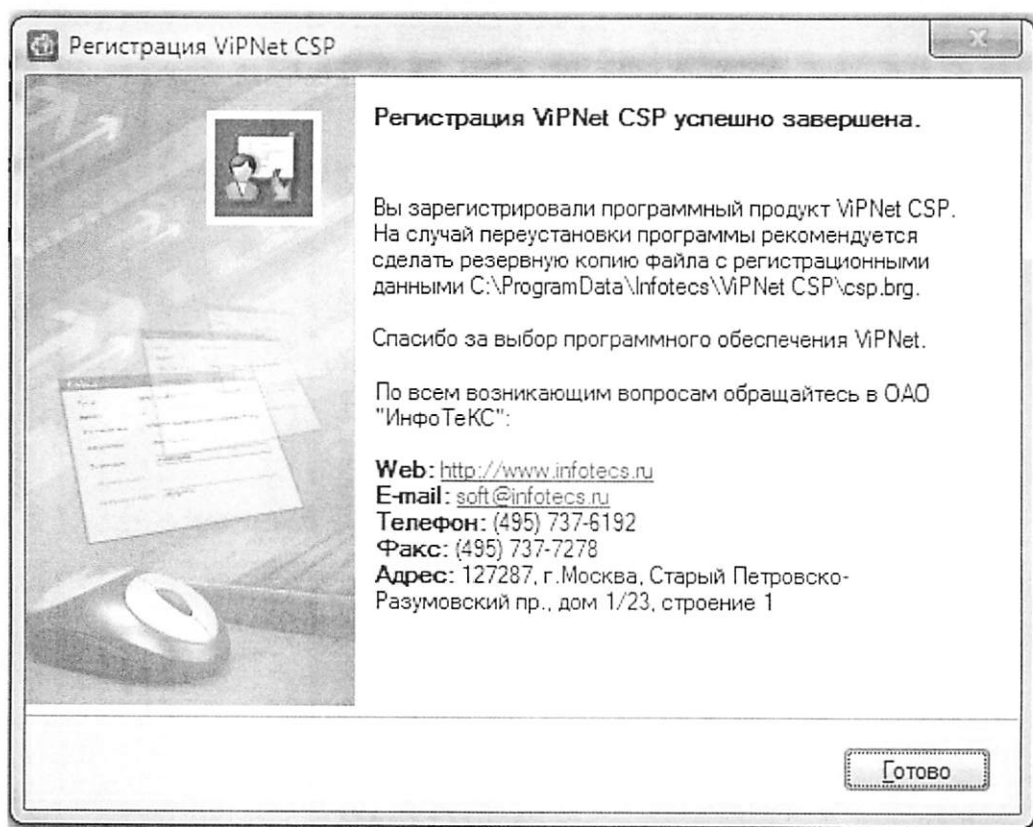 Регистрация ViPNet CSP
Регистрация ViPNet CSP успешно завершена.
Вы зарегистрировали программный продукт ViPNet CSP.
На случай переустановки программы рекомендуется
сделать резервную копию файла с регистрационными
данными C:\ProgramData\Infotecs\ViPNet CSP\csp.brg.
Спасибо за выбор программного обеспечения ViPNet.
По всем возникающим вопросам обращайтесь в ОАО
"ИнфоТеКС":
Web: http://www.infotecs.ru
E-mail: soft@infotecs.ru
Телефон: (495) 737-6192
Факс: (495) 737-7278
Адрес: 127287, г.Москва, Старый Петровско-
Разумовский пр., дом 1/23, строение 1
Готово